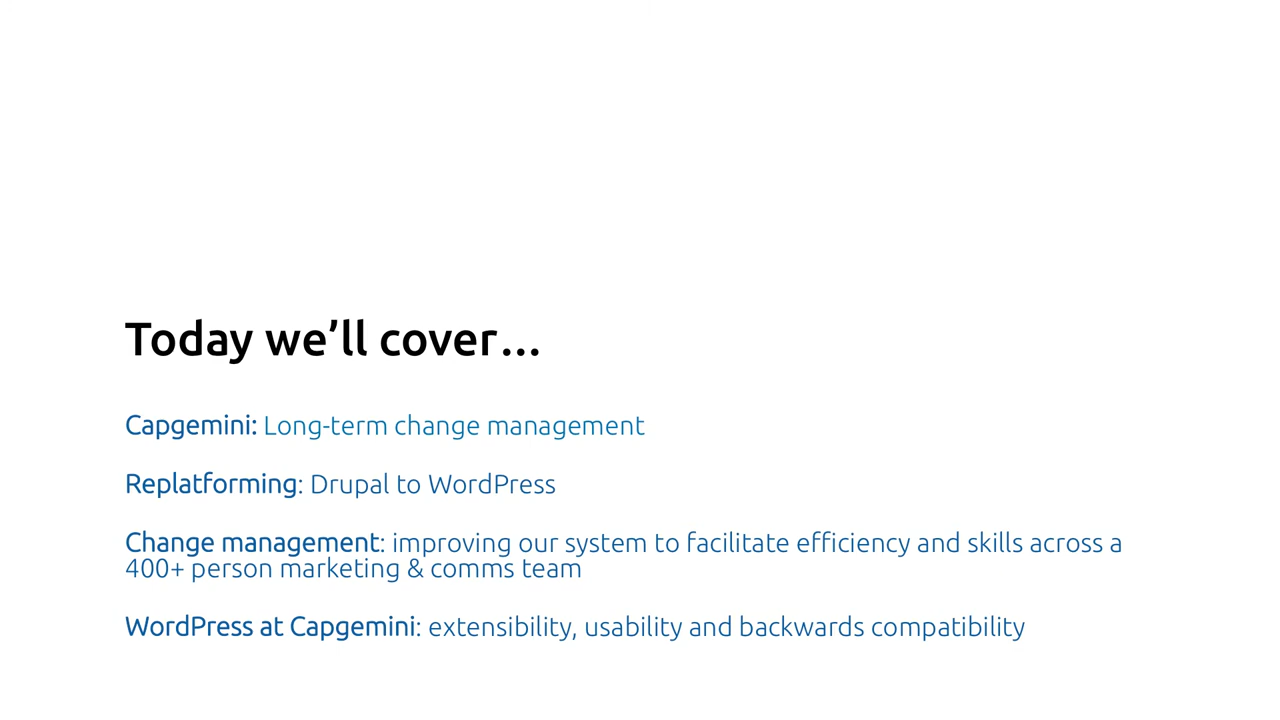 Today we’ll cover…
Capgemini: Long-term change management
Replatforming: Drupal to WordPress
Change management: improving our system to facilitate efficiency and skills across a
400+ person marketing & comms team
WordPress at Capgemini: extensibility, usability and backwards compatibility